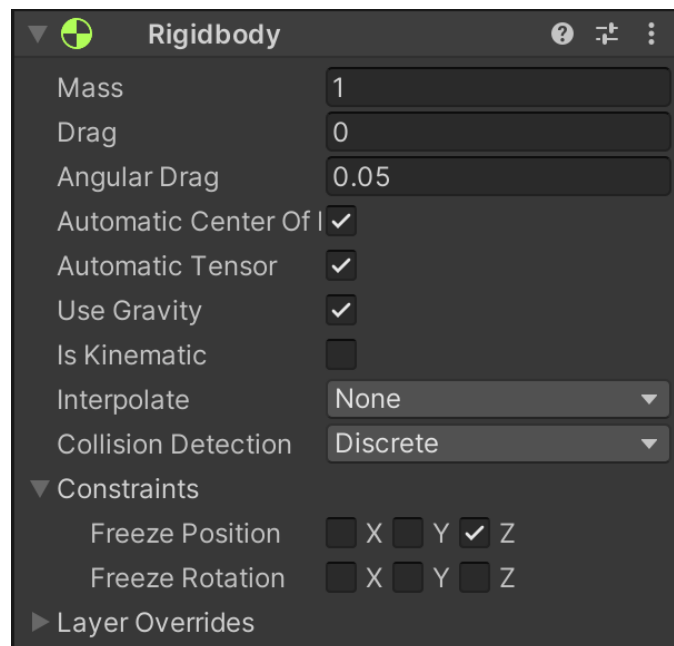 Rigidbody
Mass 1
Drag 0
Angular Drag 0.05
Automatic Center Of
Automatic Tensor
Use Gravity
Is Kinematic
Interpolate None
Collision Detection Discrete
Constraints
Freeze Position X Y Z
Freeze Rotation X Y Z
Layer Overrides